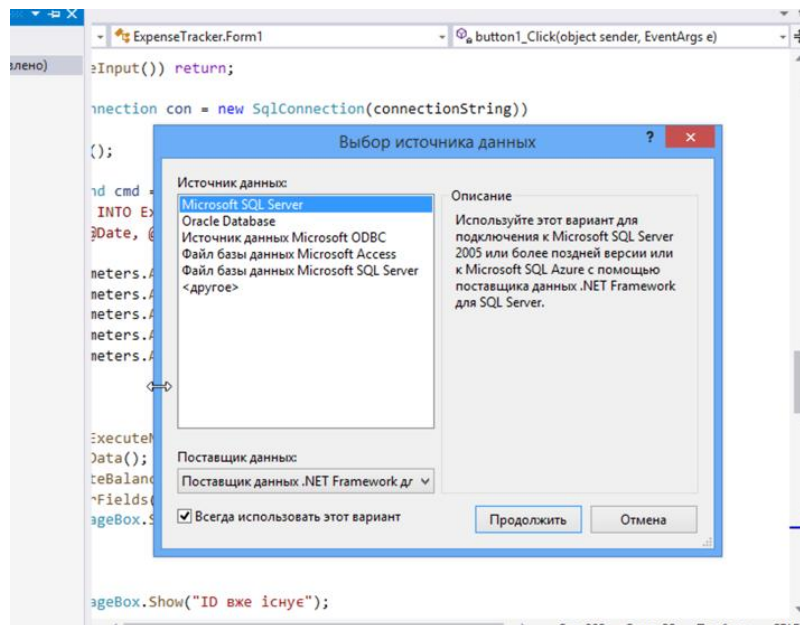 ExpenseTracker.Form1
button1_Click(object sender, EventArgs e)
eInput()) return;
nnection con = new SqlConnection(connectionString))
();
Выбор источника данных
?
Источник данных:
Microsoft SQL Server
Oracle Database
Источник данных Microsoft ODBC
Файл базы данных Microsoft Access
Файл базы данных Microsoft SQL Server
<другое>
Описание
Используйте этот вариант для
подключения к Microsoft SQL Server
2005 или более поздней версии или
к Microsoft SQL Azure с помощью
поставщика данных .NET Framework
для SQL Server.
Поставщик данных:
Поставщик данных .NET Framework дл
Всегда использовать этот вариант
Продолжить
Отмена
nd cmd =
INTO Ex
@Date, @
meters.A
meters.A
meters.A
meters.A
meters.A
ExecuteN
Data();
teBalanc
rFields(
ageBox.S
ageBox.Show("ID вже існує");